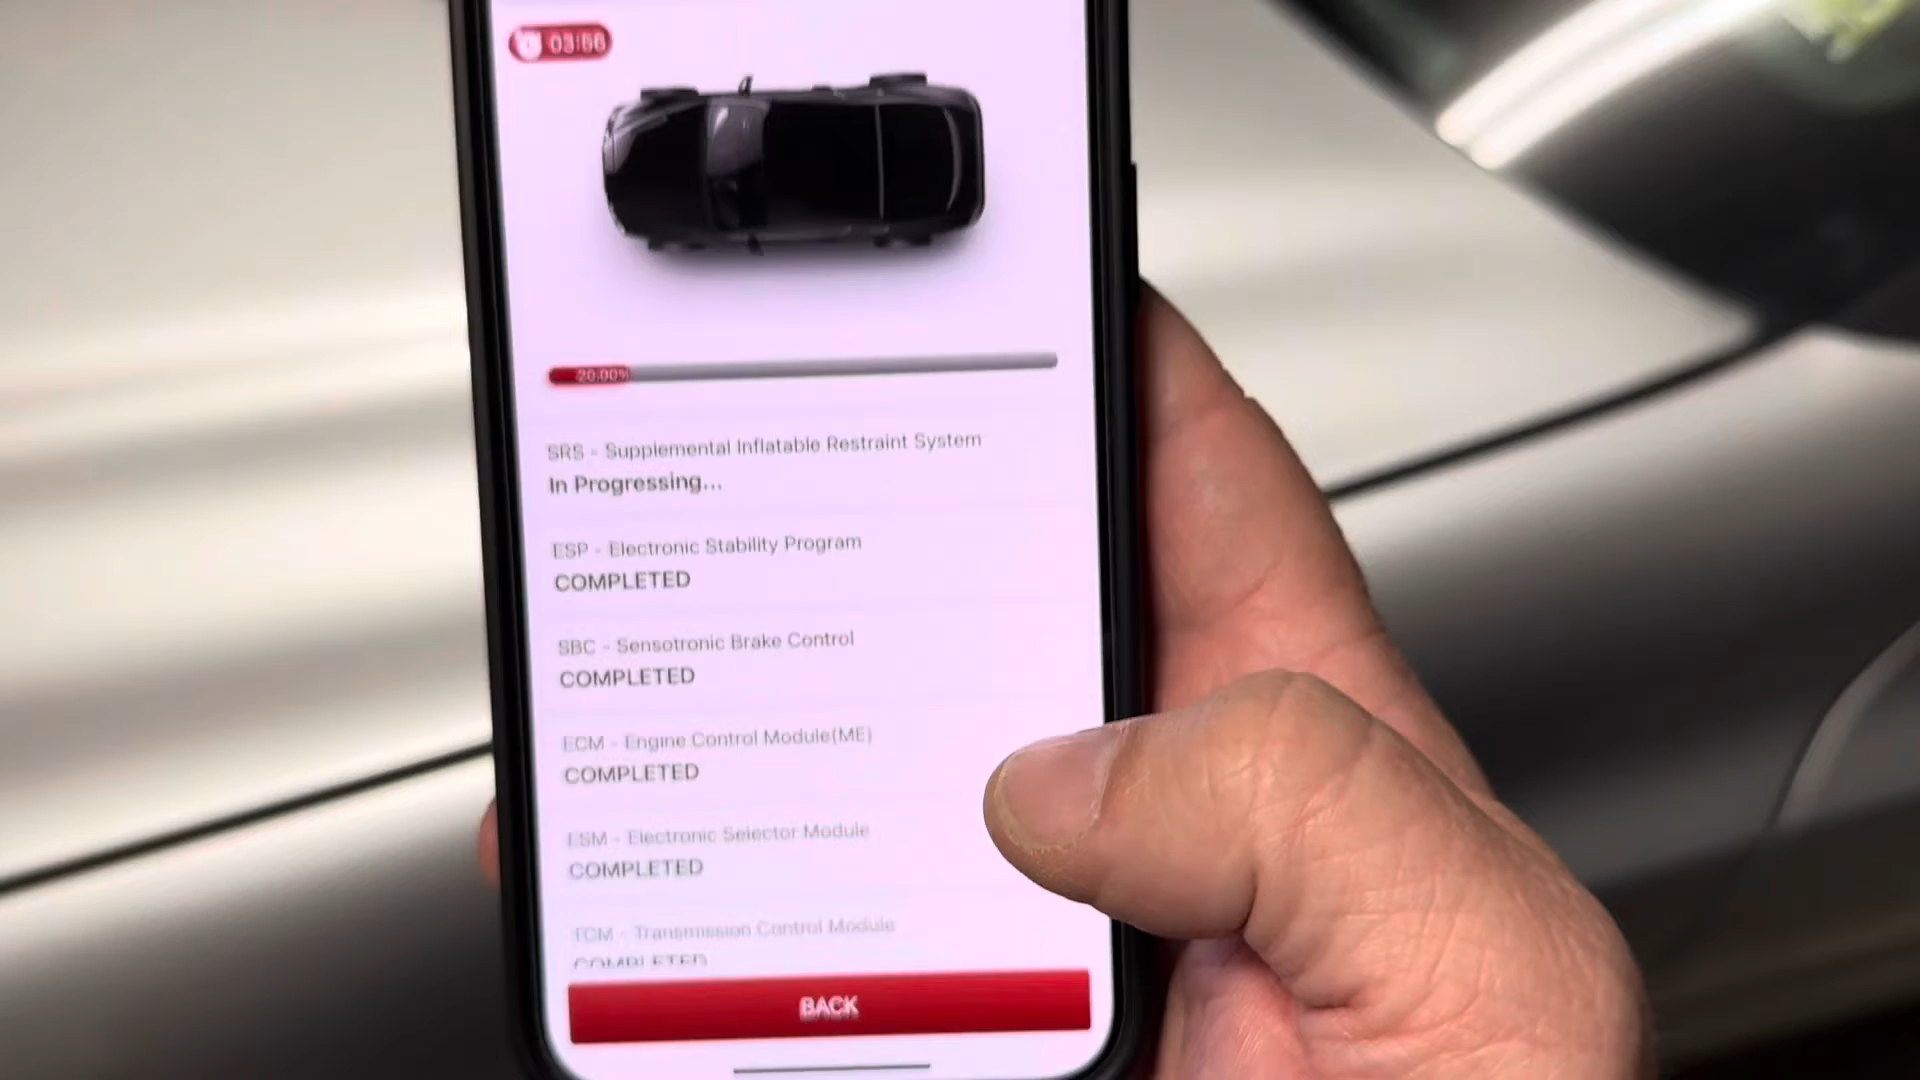 03:56
20.00%
SRS - Supplemental Inflatable Restraint System
In Progressing...
ESP - Electronic Stability Program
COMPLETED
SBC - Sensotronic Brake Control
COMPLETED
ECM - Engine Control Module(ME)
COMPLETED
ESM - Electronic Selector Module
COMPLETED
TCM - Transmission Control Module
COMPLETED
BACK